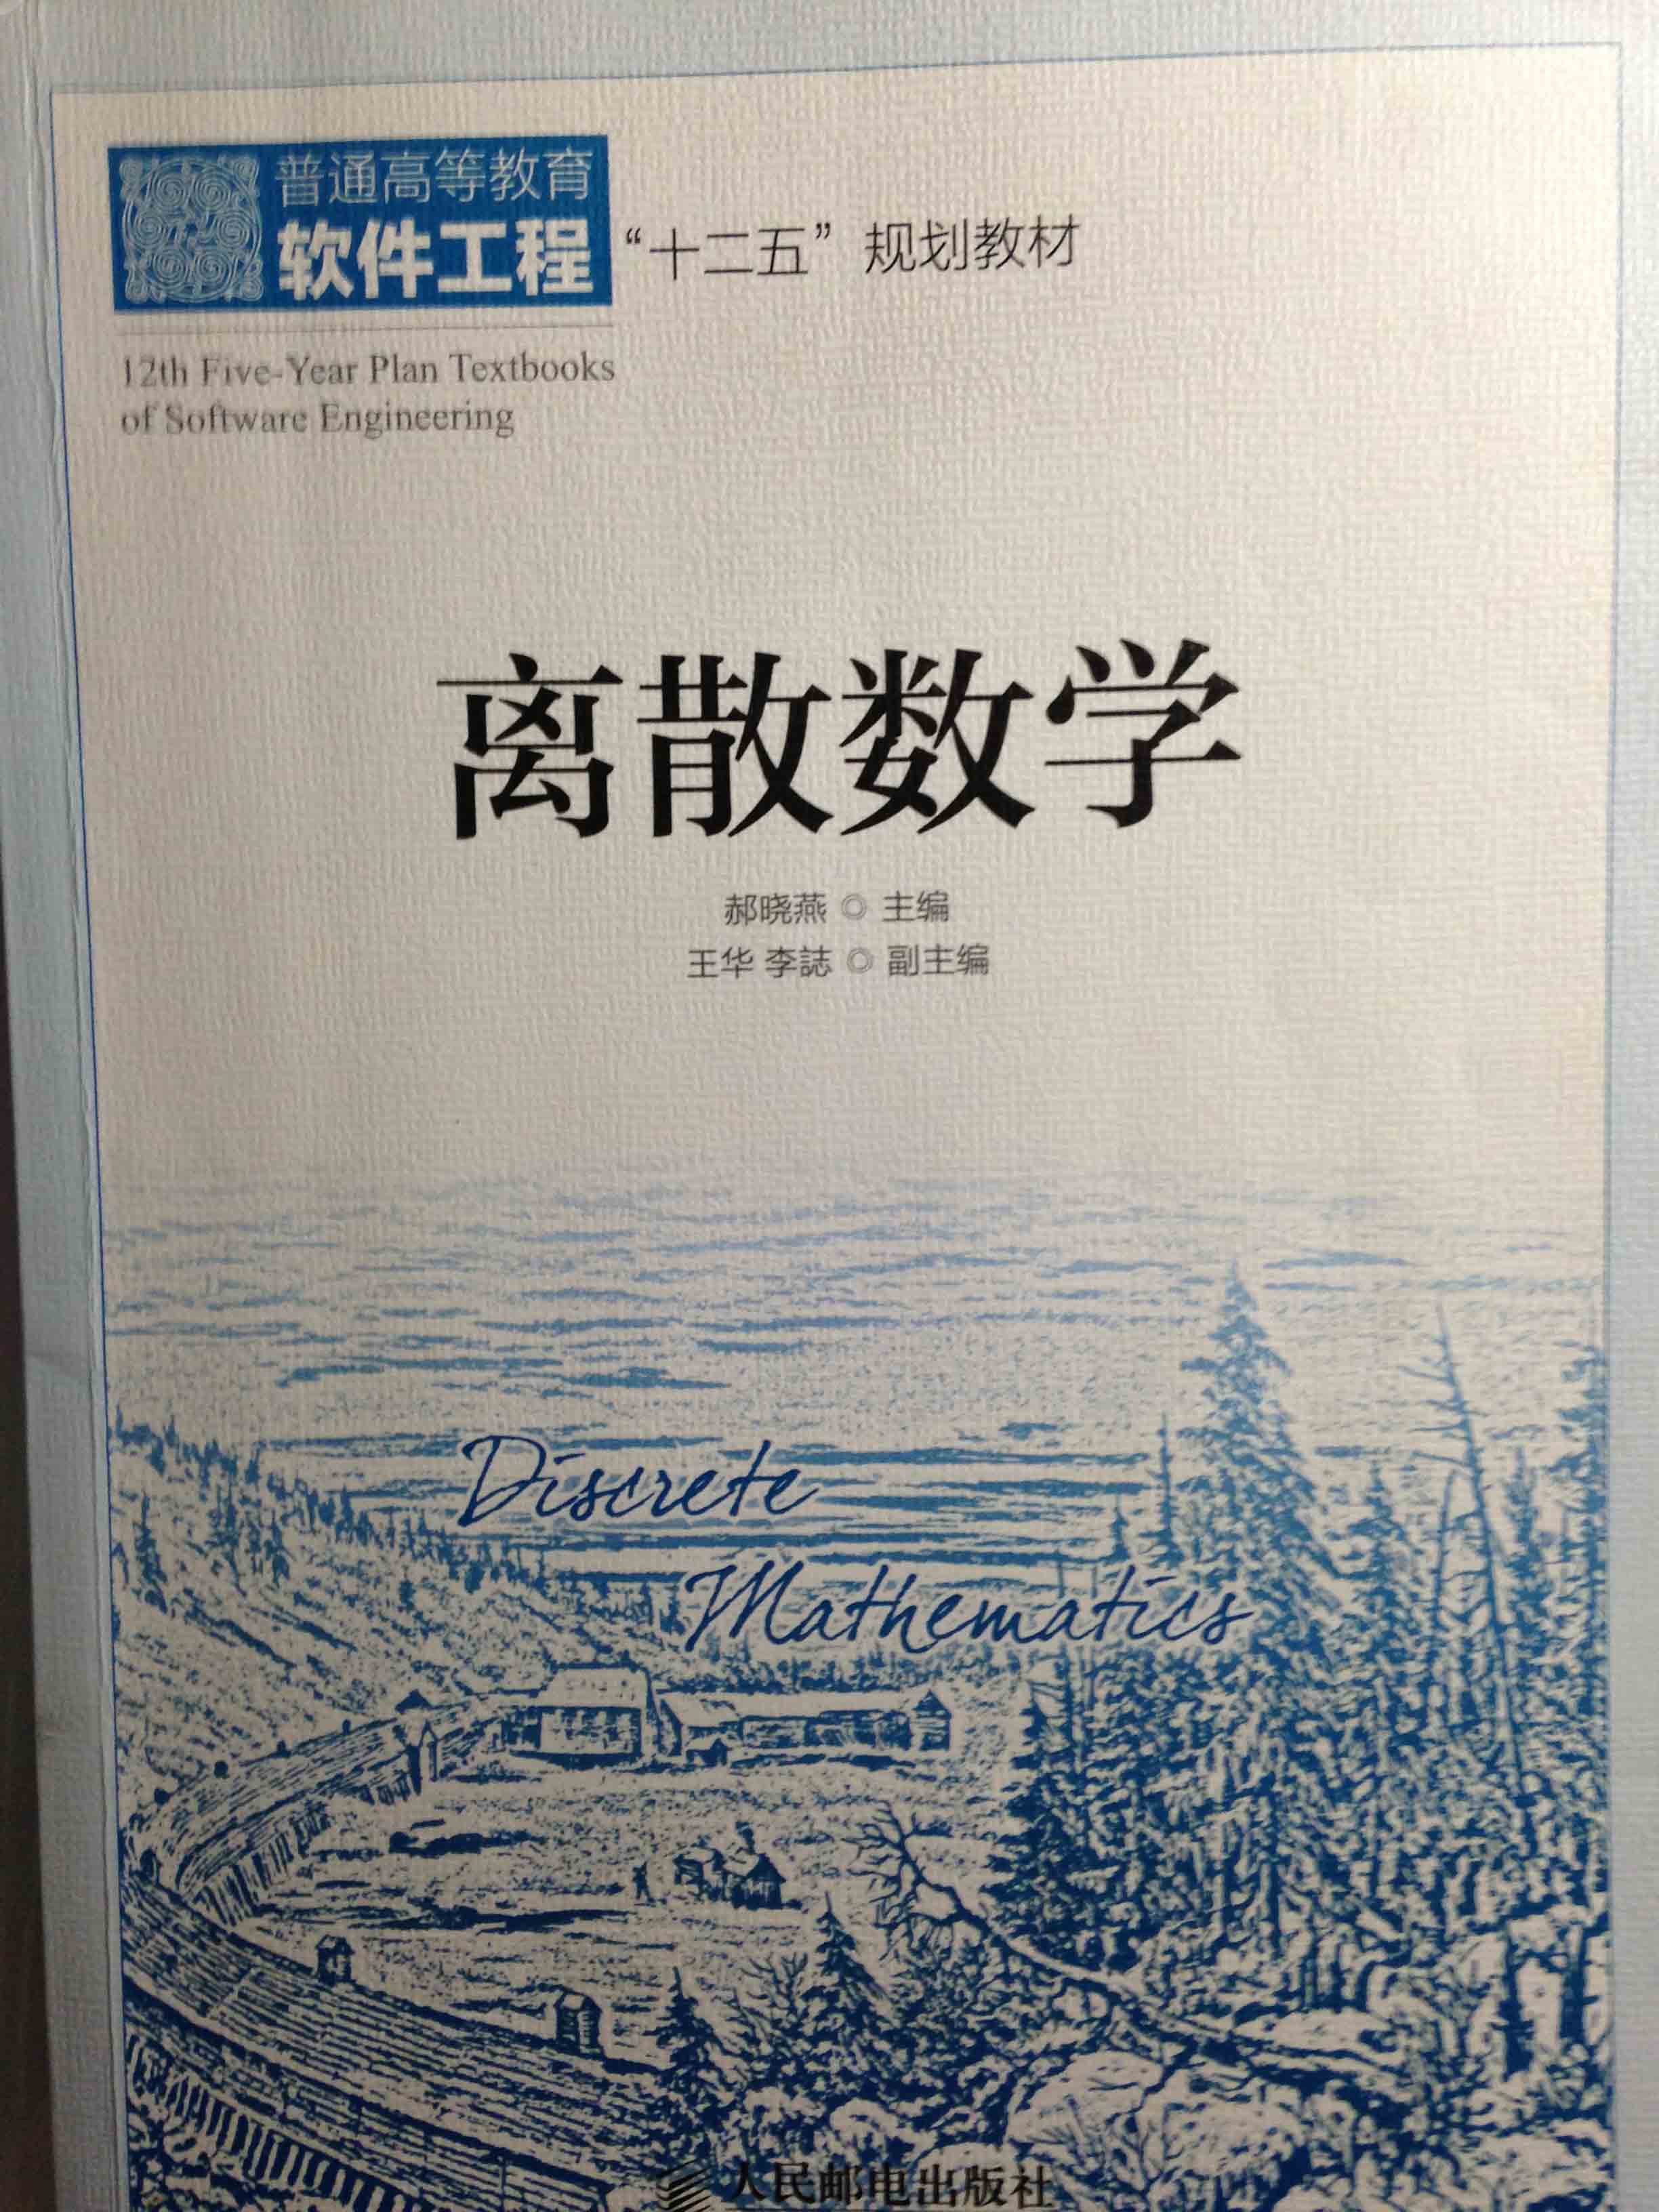 普通高等教育
软件工程 “十二五”规划教材
12th Five-Year Plan Textbooks
of Software Engineering
离散数学
郝晓燕 ◎ 主编
王华 李誌 ◎ 副主编
Discrete
Mathematics
人民邮电出版社